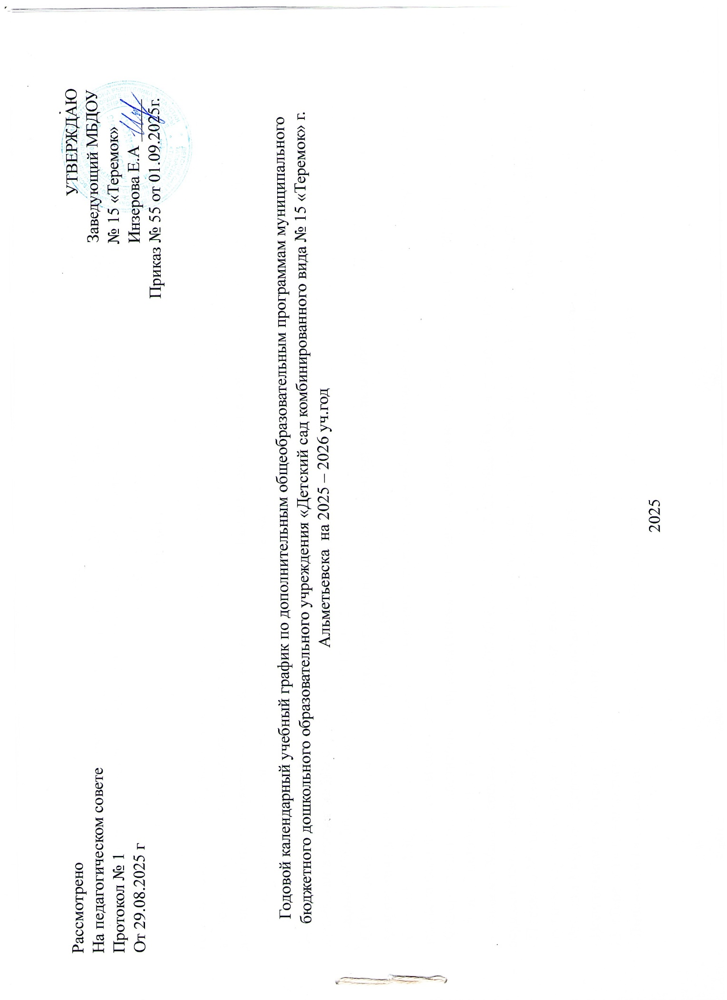 Рассмотрено
На педагогическом совете
Протокол № 1
От 29.08.2025 г
УТВЕРЖДАЮ
Заведующий МБДОУ
№ 15 «Теремок»
Инзерова Е.А
Приказ № 55 от 01.09.2025г.
Годовой календарный учебный график по дополнительным общеобразовательным программам муниципального
бюджетного дошкольного образовательного учреждения «Детский сад комбинированного вида № 15 «Теремок» г.
Альметьевска на 2025 – 2026 уч.год
2025